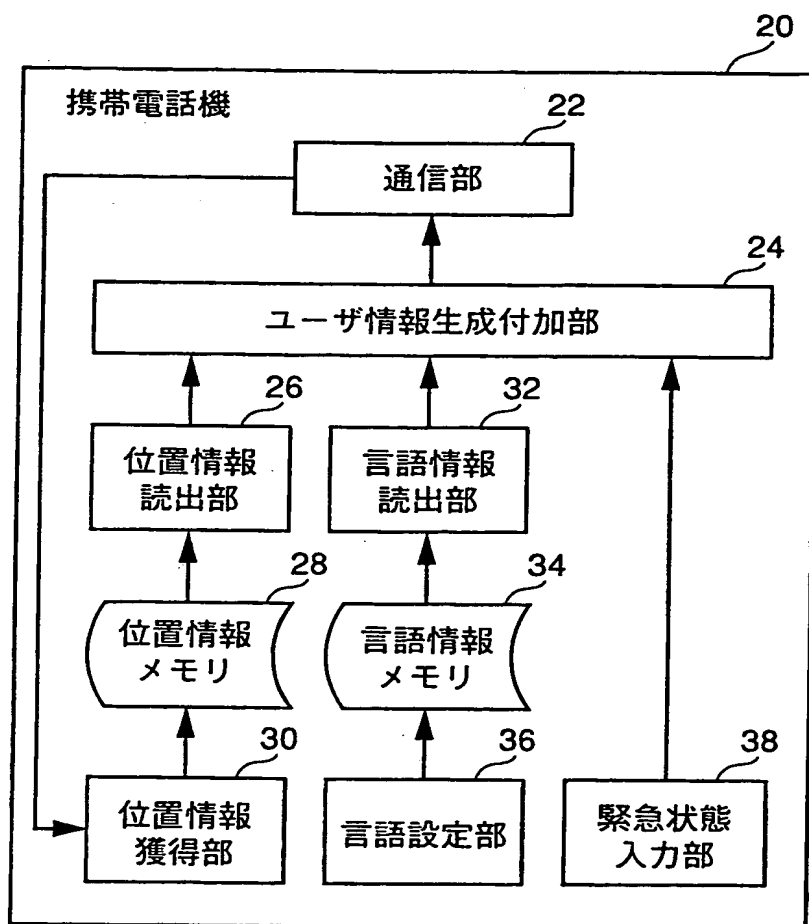 20
携帯電話機
22
通信部
24
ユーザ情報生成付加部
26
位置情報
読出部
32
言語情報
読出部
28
位置情報
メモリ
34
言語情報
メモリ
30
位置情報
獲得部
36
言語設定部
38
緊急状態
入力部